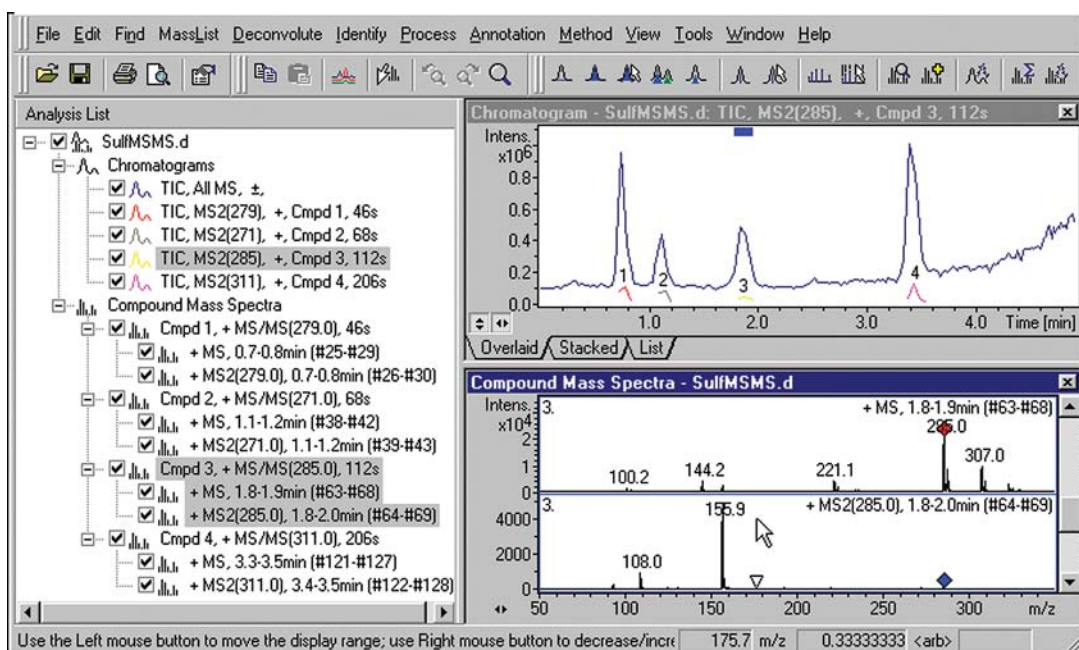 File Edit Find MassList Deconvolute Identify Process Annotation Method View Tools Window Help
Analysis List
SulfMSMS.d
Chromatograms
TIC, All MS, ±,
TIC, MS2(279), +, Cmpd 1, 46s
TIC, MS2(271), +, Cmpd 2, 68s
TIC, MS2(285), +, Cmpd 3, 112s
TIC, MS2(311), +, Cmpd 4, 206s
Compound Mass Spectra
Cmpd 1, + MS/MS(279.0), 46s
+ MS, 0.7-0.8min (#25-#29)
+ MS2(279.0), 0.7-0.8min (#26-#30)
Cmpd 2, + MS/MS(271.0), 68s
+ MS, 1.1-1.2min (#38-#42)
+ MS2(271.0), 1.1-1.2min (#39-#43)
Cmpd 3, + MS/MS(285.0), 112s
+ MS, 1.8-1.9min (#63-#68)
+ MS2(285.0), 1.8-2.0min (#64-#69)
Cmpd 4, + MS/MS(311.0), 206s
+ MS, 3.3-3.5min (#121-#127)
+ MS2(311.0), 3.4-3.5min (#122-#128)
Chromatogram - SulfMSMS.d: TIC, MS2(285), +, Cmpd 3, 112s
Intens.
x10⁶
0.8
0.6
0.4
0.2
0.0
1 2 3 4
1.0 2.0 3.0 4.0 Time [min]
Overlaid Stacked List
Compound Mass Spectra - SulfMSMS.d
Intens. 3. + MS, 1.8-1.9min (#63-#68)
x10⁴
2
1
0
100.2 144.2 221.1 285.0 307.0
3. + MS2(285.0), 1.8-2.0min (#64-#69)
4000
2000
0
108.0 155.9
50 100 150 200 250 300 m/z
Use the Left mouse button to move the display range; use Right mouse button to decrease/incre 175.7 m/z 0.33333333 <arb>